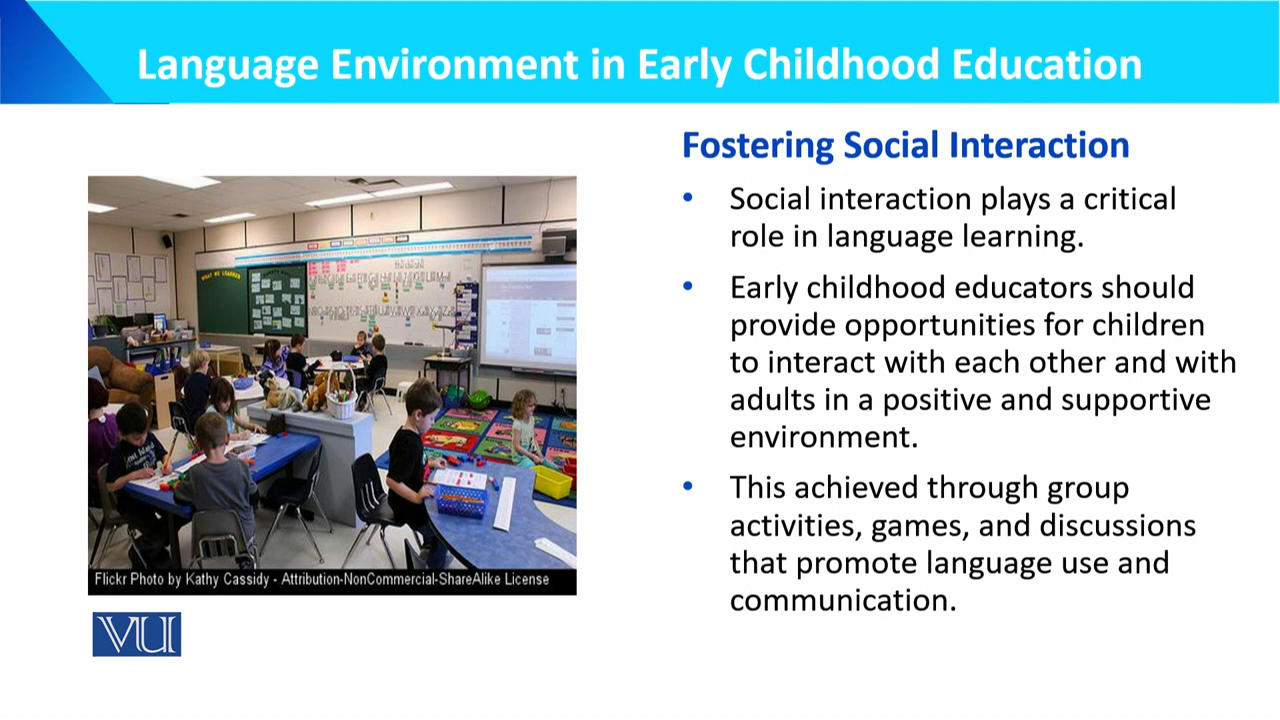 Language Environment in Early Childhood Education
Fostering Social Interaction
• Social interaction plays a critical
role in language learning.
• Early childhood educators should
provide opportunities for children
to interact with each other and with
adults in a positive and supportive
environment.
• This achieved through group
activities, games, and discussions
that promote language use and
communication.
WHAT WE LEARNED
Flickr Photo by Kathy Cassidy - Attribution-NonCommercial-ShareAlike License
VU